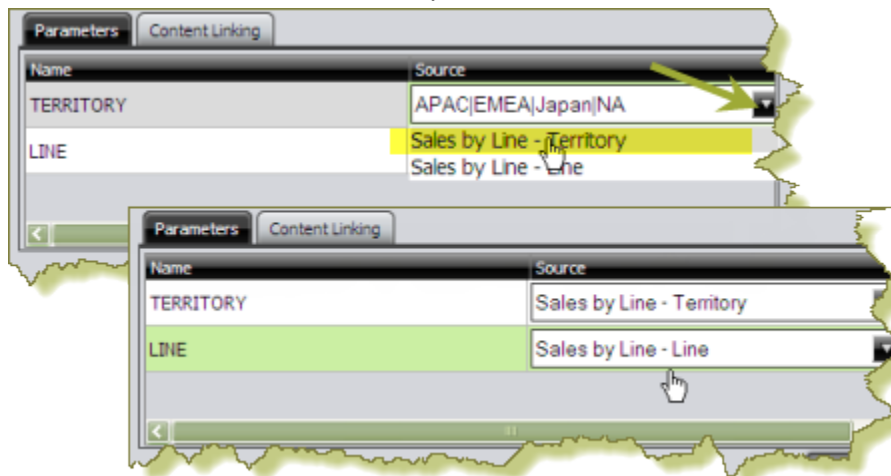 Parameters Content Linking
Name Source
TERRITORY APAC|EMEA|Japan|NA
Sales by Line - Territory
LINE
Sales by Line - Line
Parameters Content Linking
Name Source
TERRITORY Sales by Line - Territory
LINE Sales by Line - Line